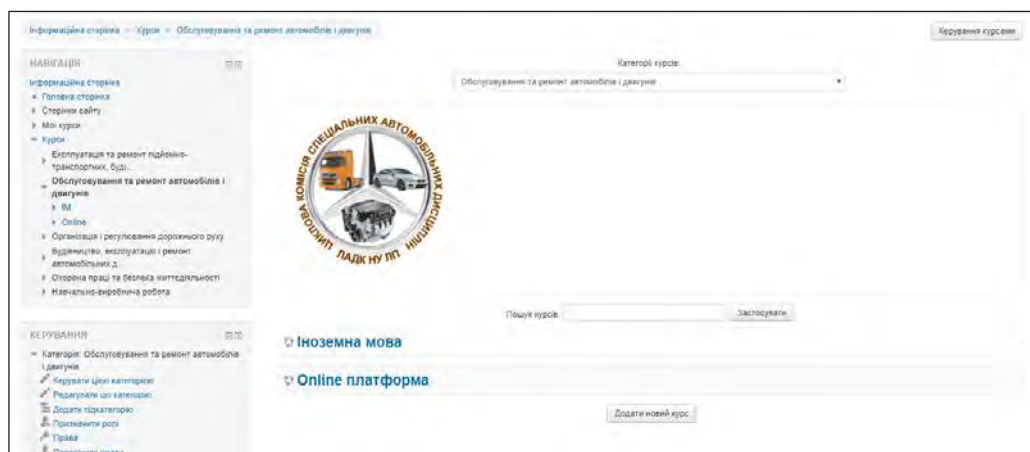 Інформаційна сторінка Курси Обслуговування та ремонт автомобілів і двигунів
Керування курсами
НАВІГАЦІЯ
Інформаційна сторінка
Головна сторінка
Сторінки сайту
Мої курси
Курси
Експлуатація та ремонт підйомно-
транспортних, буді...
Обслуговування та ремонт автомобілів і
двигунів
ІМ
Online
Організація і регулювання дорожнього руху
Будівництво, експлуатація і ремонт
автомобільних д...
Охорона праці та безпека життєдіяльності
Навчально-виробнича робота
КЕРУВАННЯ
Категорія: Обслуговування та ремонт автомобілів
і двигунів
Керувати цією категорією
Редагувати цю категорію
Додати підкатегорію
Призначити ролі
Права
Категорії курсів:
Обслуговування та ремонт автомобілів і двигунів
ЦИКЛОВА КОМІСІЯ СПЕЦІАЛЬНИХ АВТОМОБІЛЬНИХ ДИСЦИПЛІН
ЛАДК НУ ЛП
Пошук курсів:
Застосувати
Іноземна мова
Online платформа
Додати новий курс